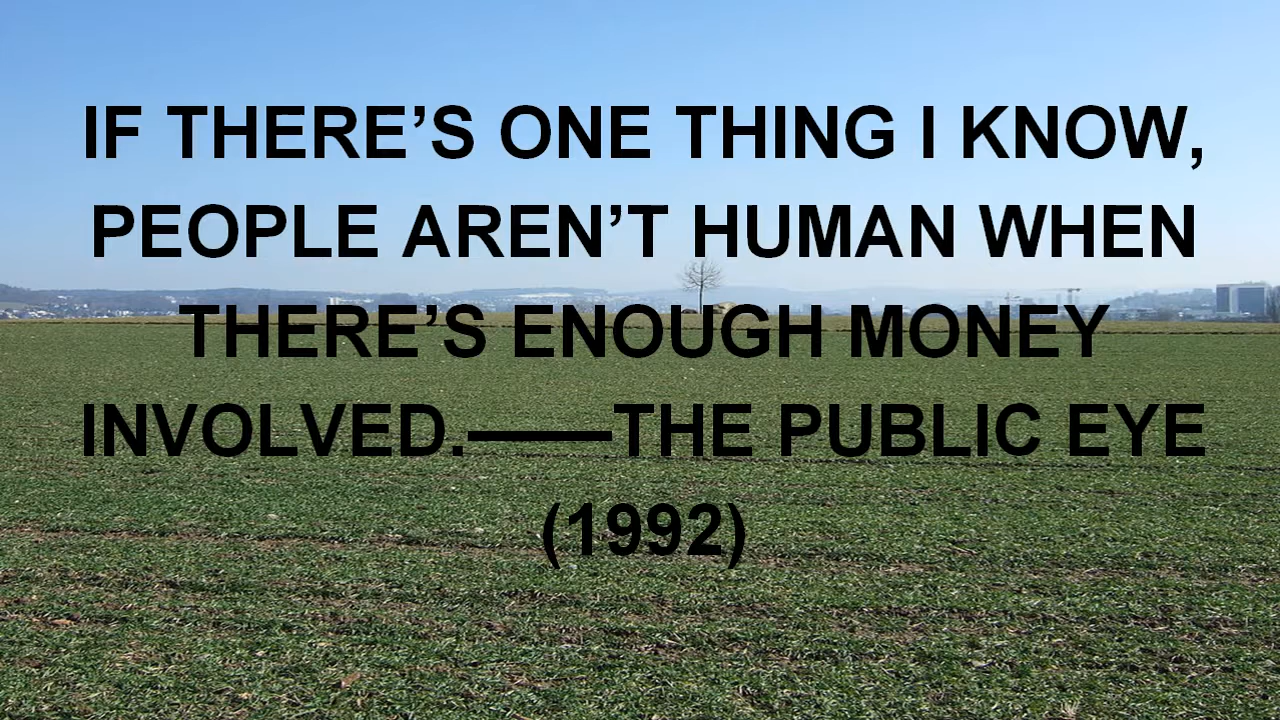 IF THERE’S ONE THING I KNOW,
PEOPLE AREN’T HUMAN WHEN
THERE’S ENOUGH MONEY
INVOLVED.——THE PUBLIC EYE
(1992)